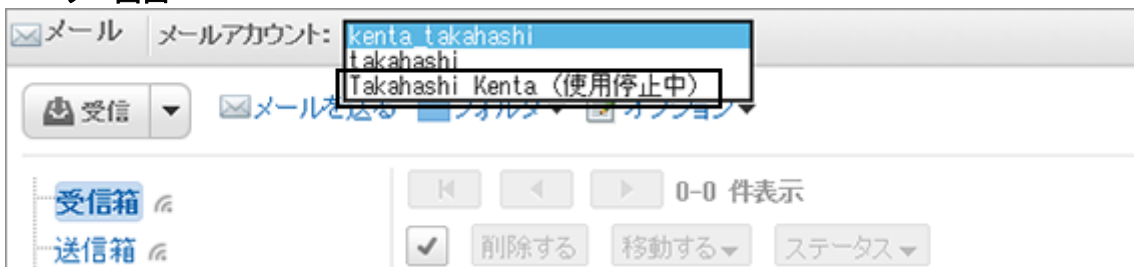 メール メールアカウント: kenta_takahashi
takahashi
Takahashi Kenta (使用停止中)
受信 メールを送る フォルダ オプション
受信箱 0-0 件表示
送信箱 削除する 移動する ステータス